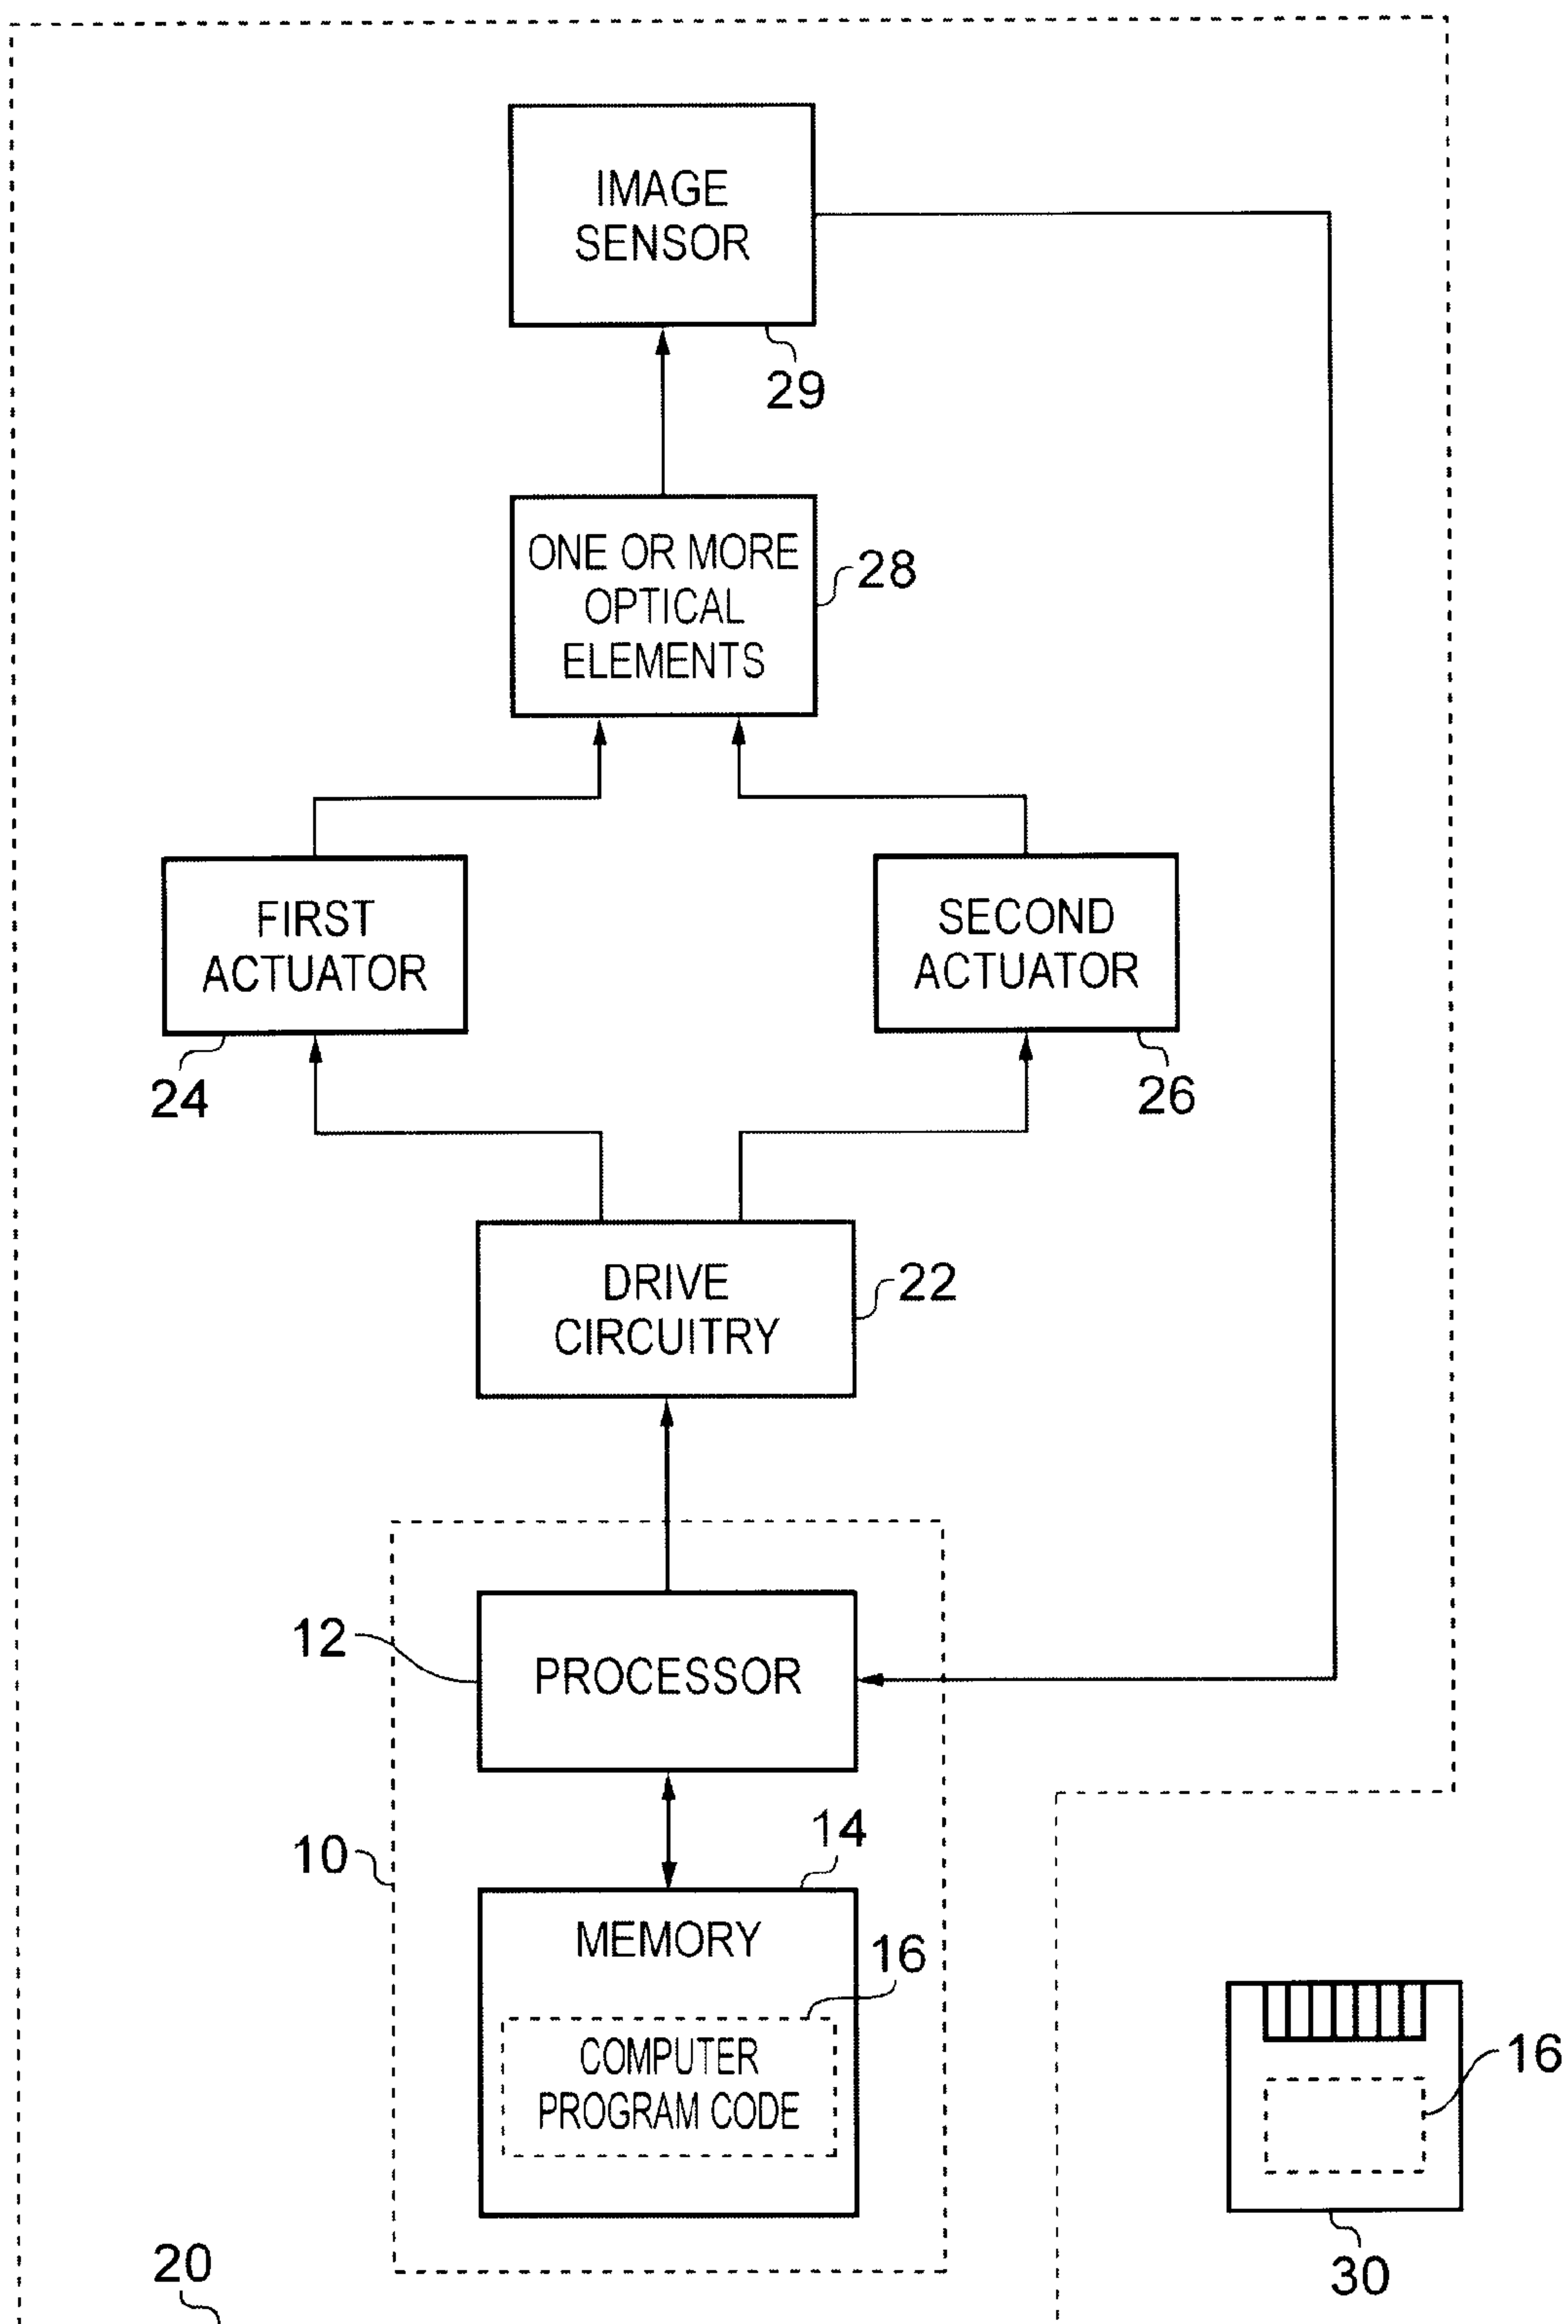 IMAGE
SENSOR
29
ONE OR MORE
OPTICAL
ELEMENTS
28
FIRST
ACTUATOR
24
SECOND
ACTUATOR
26
DRIVE
CIRCUITRY
22
12
PROCESSOR
10
14
MEMORY
16
COMPUTER
PROGRAM CODE
16
30
20